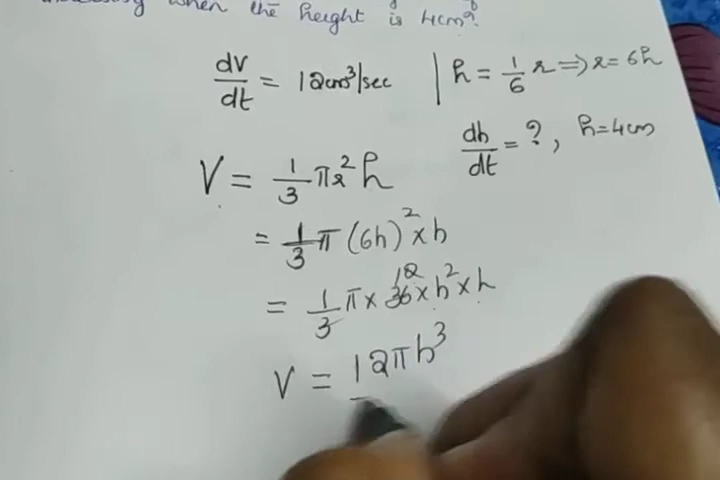 when the height is 4cm?
dV/dt = 12cm³/sec | h = 1/6 r ⟹ r = 6h
dh/dt = ?, h=4cm
V = 1/3 πr²h
= 1/3 π (6h)² × h
= 1/3 π × 36 12 × h² × h
V = 12πh³